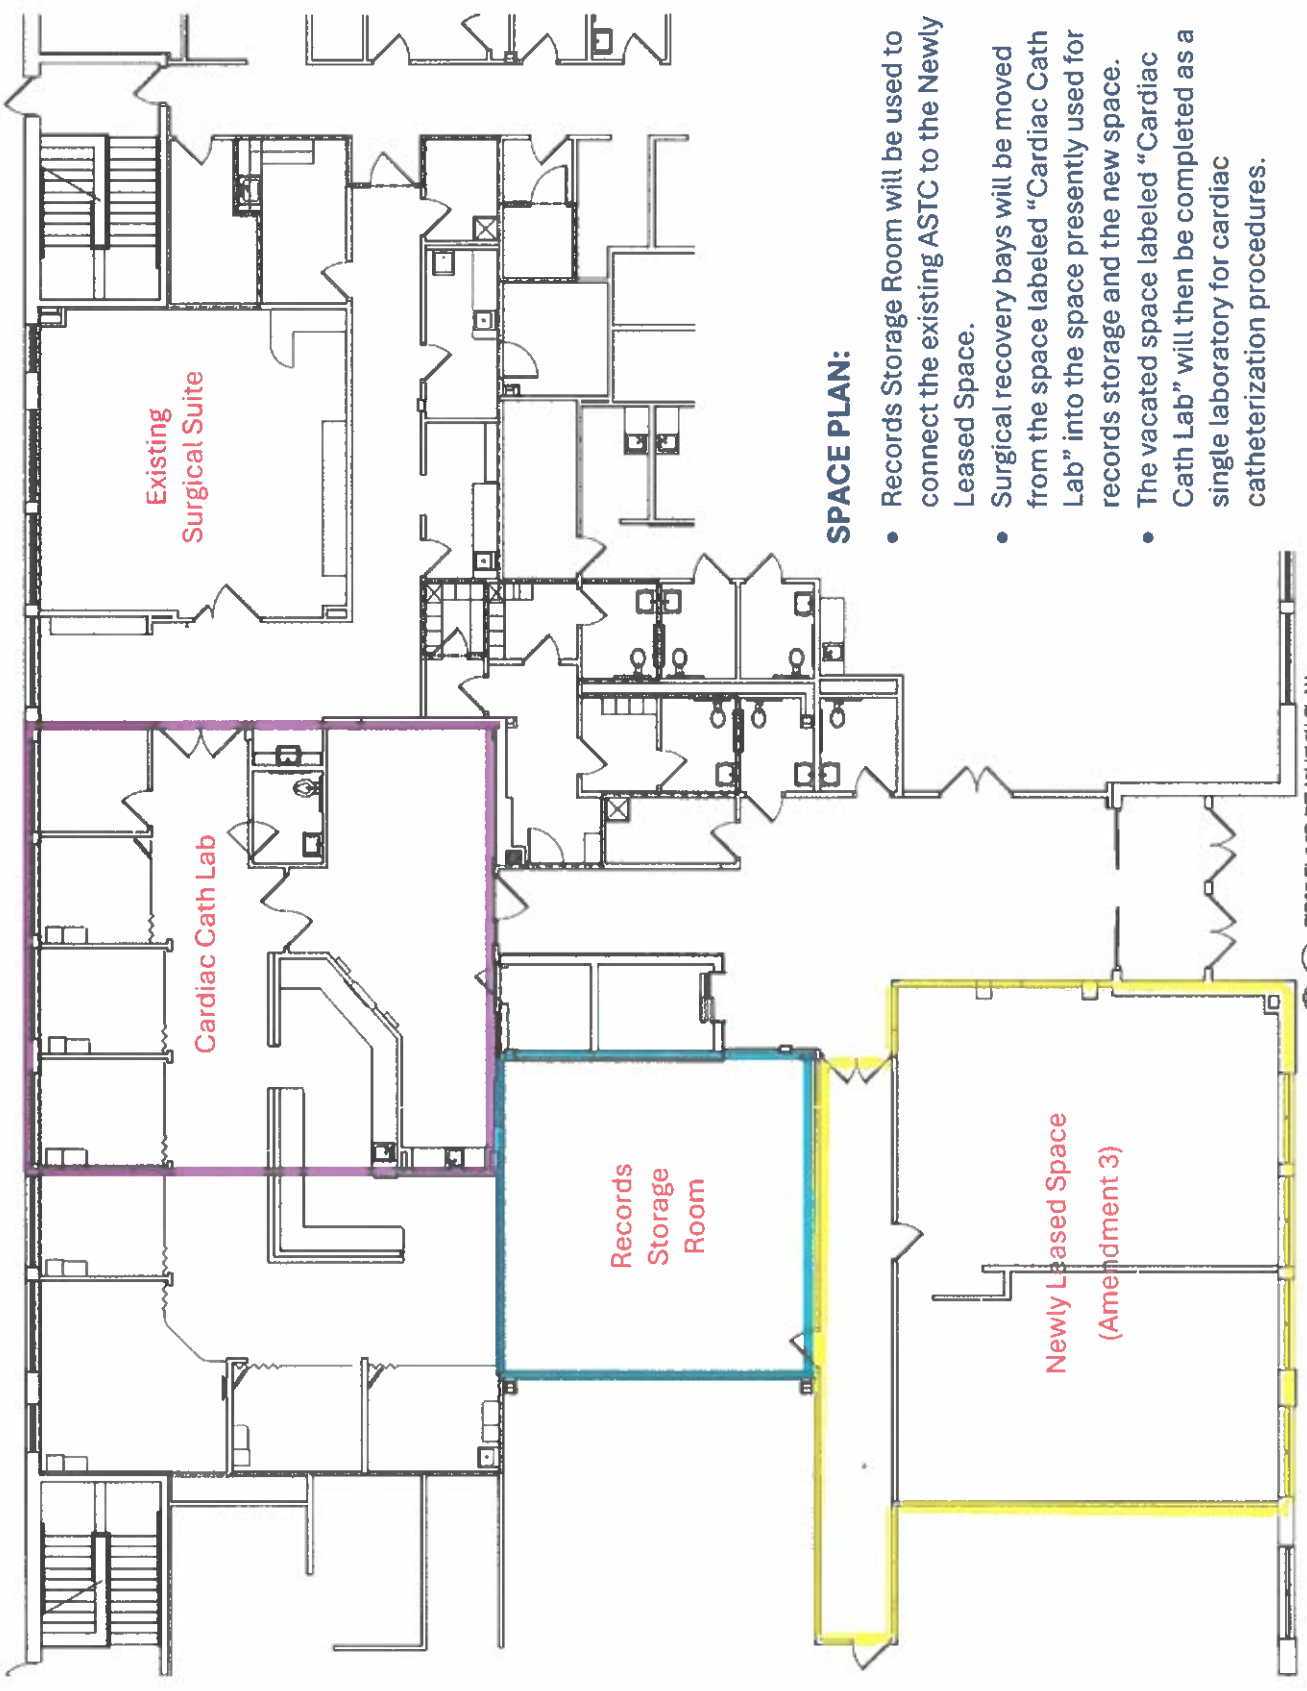 Existing
Surgical Suite
Cardiac Cath Lab
Records
Storage
Room
Newly Leased Space
(Amendment 3)
SPACE PLAN:
• Records Storage Room will be used to
connect the existing ASTC to the Newly
Leased Space.
• Surgical recovery bays will be moved
from the space labeled “Cardiac Cath
Lab” into the space presently used for
records storage and the new space.
• The vacated space labeled “Cardiac
Cath Lab” will then be completed as a
single laboratory for cardiac
catheterization procedures.